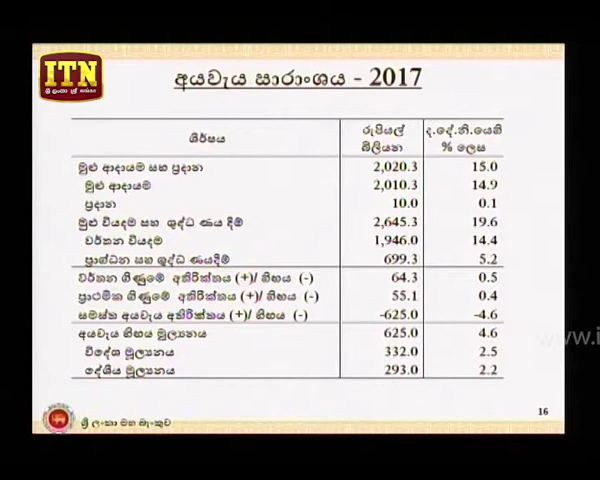 ITN
ශ්‍රී ලංකා අපේ සක්තිය
අයවැය සාරාංශය - 2017
ශීර්ෂය රුපියල් බිලියන ද.දේ.නි.යෙහි % ලෙස
මුළු ආදායම සහ ප්‍රදාන 2,020.3 15.0
මුළු ආදායම 2,010.3 14.9
ප්‍රදාන 10.0 0.1
මුළු වියදම සහ ශුද්ධ ණය දීම් 2,645.3 19.6
වර්තන වියදම 1,946.0 14.4
ප්‍රාග්ධන සහ ශුද්ධ ණයදීම් 699.3 5.2
වර්තන ගිණුමේ අතිරික්තය (+)/ හිඟය (-) 64.3 0.5
ප්‍රාථමික ගිණුමේ අතිරික්තය (+)/ හිඟය (-) 55.1 0.4
සමස්ත අයවැය අතිරික්තය (+)/ හිඟය (-) -625.0 -4.6
අයවැය හිඟය මූල්‍යනය 625.0 4.6
විදේශ මූල්‍යනය 332.0 2.5
දේශීය මූල්‍යනය 293.0 2.2
www.i
16
ශ්‍රී ලංකා මහ බැංකුව